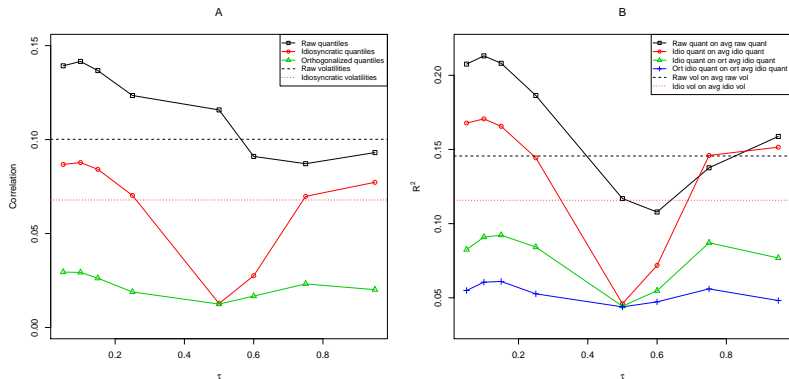 A
Correlation
0.15
0.10
0.05
0.00
Raw quantiles
Idiosyncratic quantiles
Orthogonalized quantiles
Raw volatilities
Idiosyncratic volatilities
0.2 0.4 0.6 0.8
τ
B
R²
0.20
0.15
0.10
0.05
Raw quant on avg raw quant
Idio quant on avg idio quant
Idio quant on ort avg idio quant
Ort idio quant on ort avg idio quant
Raw vol on avg raw vol
Idio vol on avg idio vol
0.2 0.4 0.6 0.8
τ